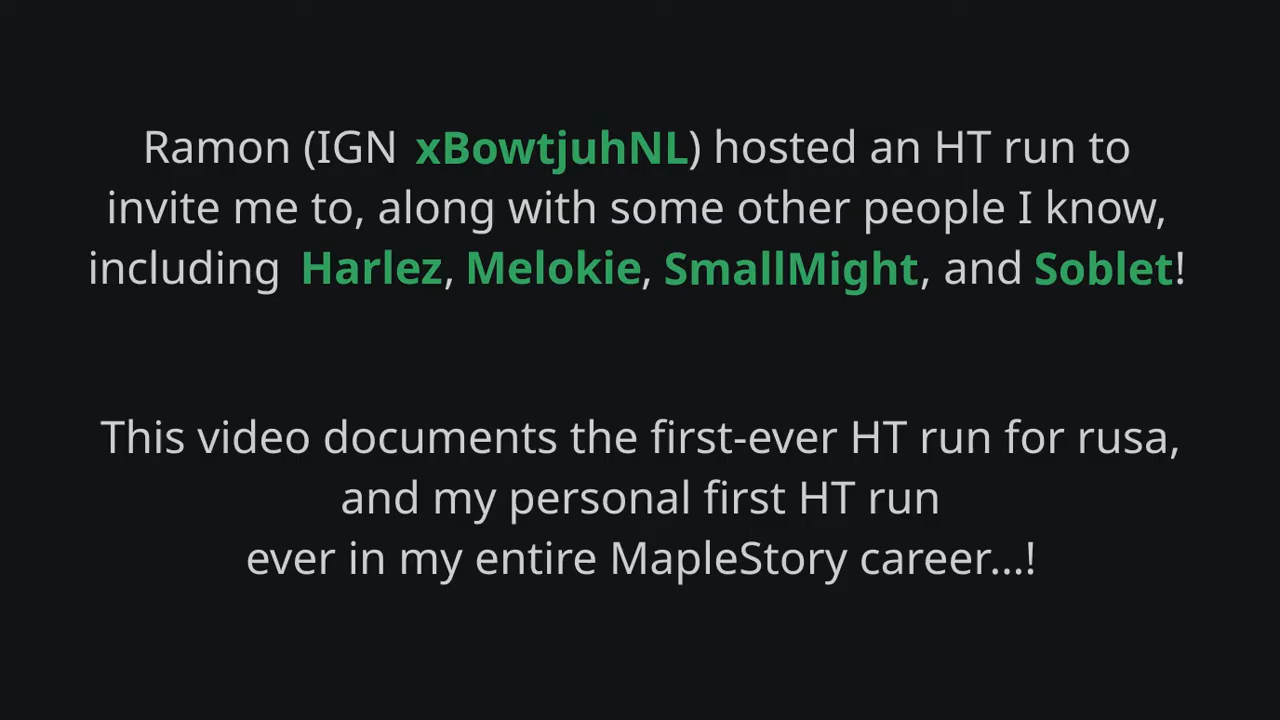 Ramon (IGN xBowtjuhNL) hosted an HT run to
invite me to, along with some other people I know,
including Harlez, Melokie, SmallMight, and Soblet!
This video documents the first-ever HT run for rusa,
and my personal first HT run
ever in my entire MapleStory career...!